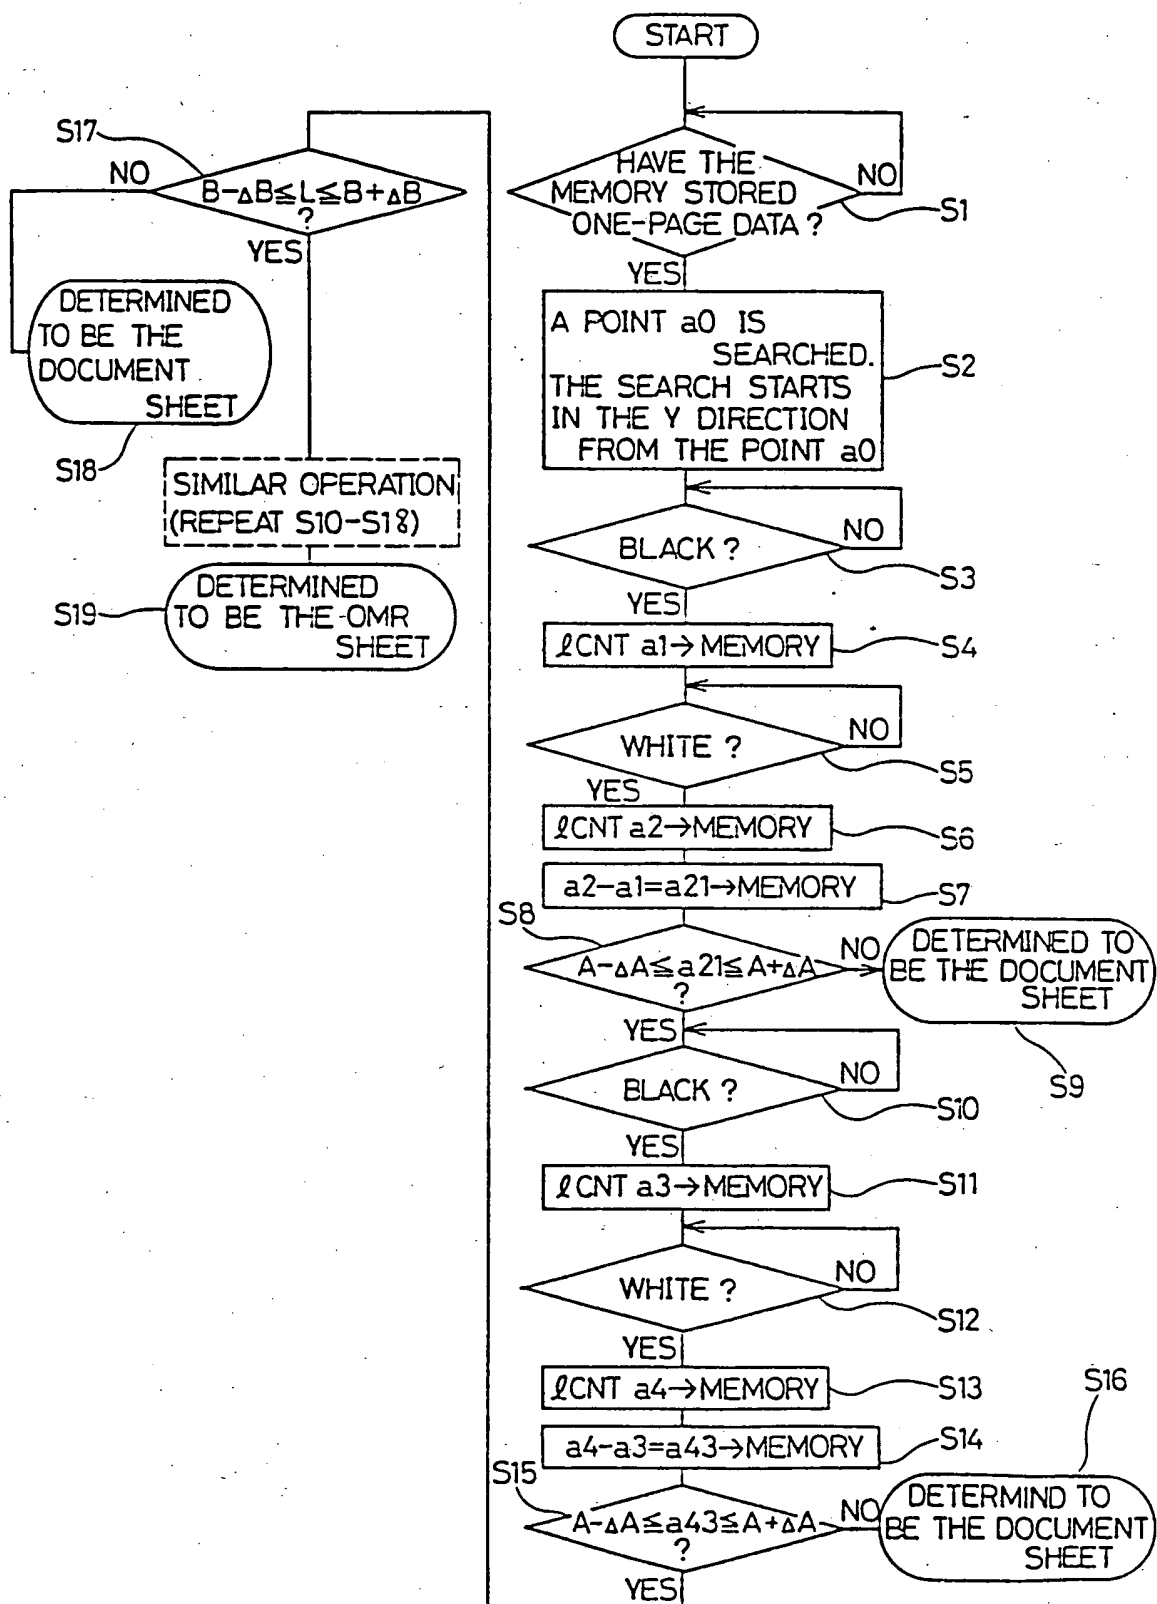 START
HAVE THE
MEMORY STORED
ONE-PAGE DATA ?
NO
S1
YES
A POINT a0 IS
SEARCHED.
THE SEARCH STARTS
IN THE Y DIRECTION
FROM THE POINT a0
S2
BLACK ?
NO
S3
YES
ℓCNT a1→MEMORY
S4
WHITE ?
NO
S5
YES
ℓCNT a2→MEMORY
S6
a2−a1=a21→MEMORY
S7
S8
A−ΔA≦a21≦A+ΔA
?
NO
DETERMINED TO
BE THE DOCUMENT
SHEET
S9
YES
BLACK ?
NO
S10
YES
ℓCNT a3→MEMORY
S11
WHITE ?
NO
S12
YES
ℓCNT a4→MEMORY
S13
a4−a3=a43→MEMORY
S14
S15
A−ΔA≦a43≦A+ΔA
?
NO
S16
DETERMIND TO
BE THE DOCUMENT
SHEET
YES
S17
NO
B−ΔB≦L≦B+ΔB
?
YES
DETERMINED
TO BE THE
DOCUMENT
SHEET
S18
SIMILAR OPERATION
(REPEAT S10−S18)
S19
DETERMINED
TO BE THE OMR
SHEET